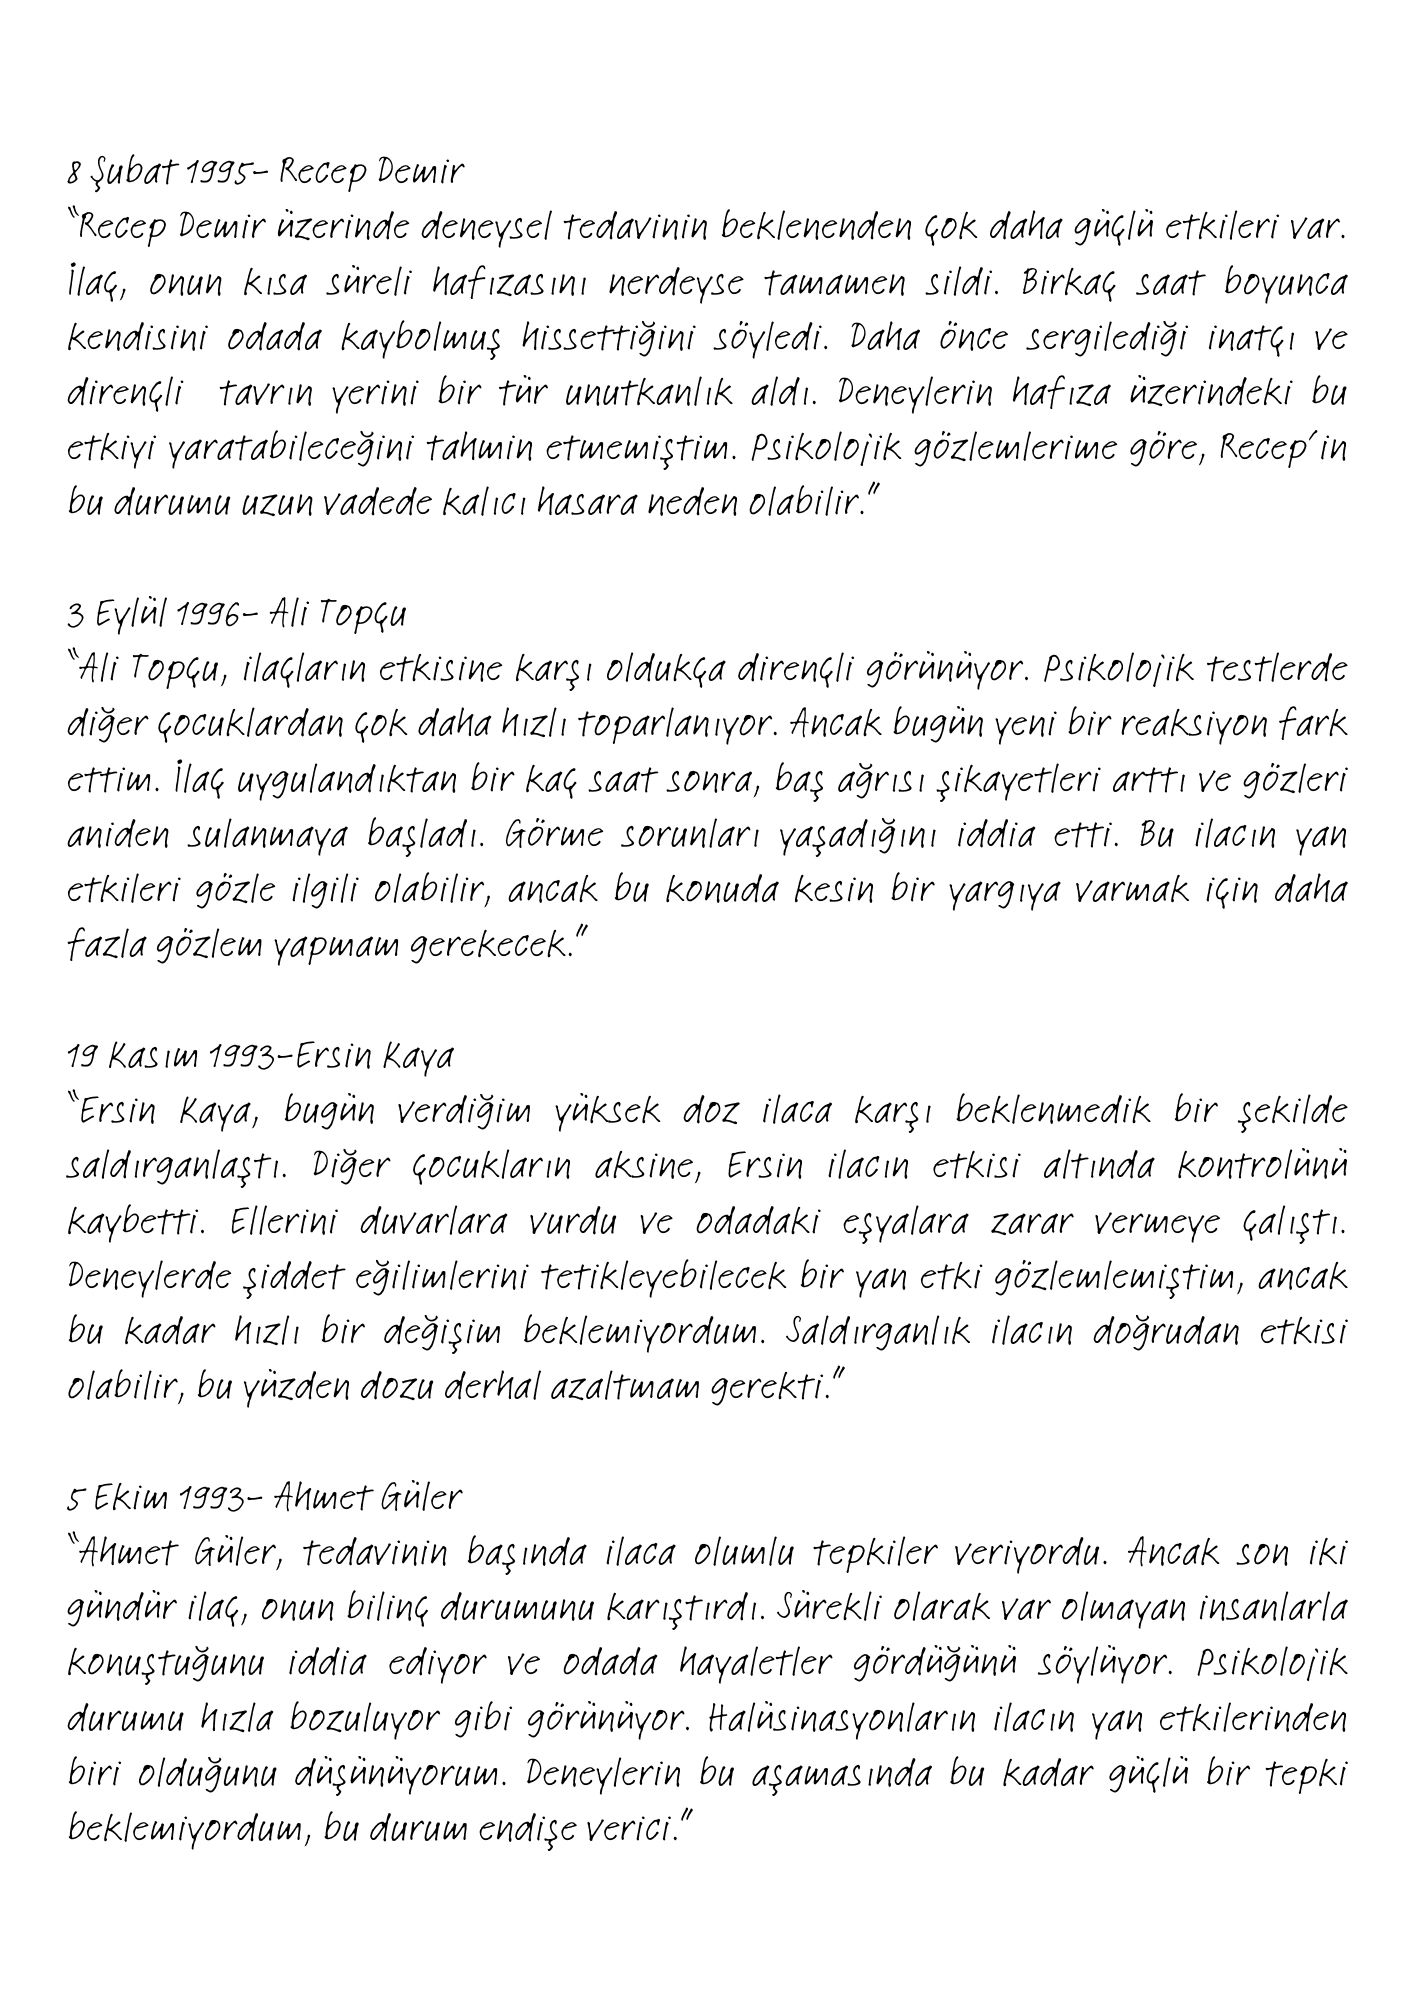 8 Şubat 1995- Recep Demir
"Recep Demir üzerinde deneysel tedavinin beklenenden çok daha güçlü etkileri var.
İlaç, onun kısa süreli hafızasını nerdeyse tamamen sildi. Birkaç saat boyunca
kendisini odada kaybolmuş hissettiğini söyledi. Daha önce sergilediği inatçı ve
dirençli tavrın yerini bir tür unutkanlık aldı. Deneylerin hafıza üzerindeki bu
etkiyi yaratabileceğini tahmin etmemiştim. Psikolojik gözlemlerime göre, Recep'in
bu durumu uzun vadede kalıcı hasara neden olabilir."
3 Eylül 1996- Ali Topçu
"Ali Topçu, ilaçların etkisine karşı oldukça dirençli görünüyor. Psikolojik testlerde
diğer çocuklardan çok daha hızlı toparlanıyor. Ancak bugün yeni bir reaksiyon fark
ettim. İlaç uygulandıktan bir kaç saat sonra, baş ağrısı şikayetleri arttı ve gözleri
aniden sulanmaya başladı. Görme sorunları yaşadığını iddia etti. Bu ilacın yan
etkileri gözle ilgili olabilir, ancak bu konuda kesin bir yargıya varmak için daha
fazla gözlem yapmam gerekecek."
19 Kasım 1993-Ersin Kaya
"Ersin Kaya, bugün verdiğim yüksek doz ilaca karşı beklenmedik bir şekilde
saldırganlaştı. Diğer çocukların aksine, Ersin ilacın etkisi altında kontrolünü
kaybetti. Ellerini duvarlara vurdu ve odadaki eşyalara zarar vermeye çalıştı.
Deneylerde şiddet eğilimlerini tetikleyebilecek bir yan etki gözlemlemiştim, ancak
bu kadar hızlı bir değişim beklemiyordum. Saldırganlık ilacın doğrudan etkisi
olabilir, bu yüzden dozu derhal azaltmam gerekti."
5 Ekim 1993- Ahmet Güler
"Ahmet Güler, tedavinin başında ilaca olumlu tepkiler veriyordu. Ancak son iki
gündür ilaç, onun bilinç durumunu karıştırdı. Sürekli olarak var olmayan insanlarla
konuştuğunu iddia ediyor ve odada hayaletler gördüğünü söylüyor. Psikolojik
durumu hızla bozuluyor gibi görünüyor. Halüsinasyonların ilacın yan etkilerinden
biri olduğunu düşünüyorum. Deneylerin bu aşamasında bu kadar güçlü bir tepki
beklemiyordum, bu durum endişe verici."